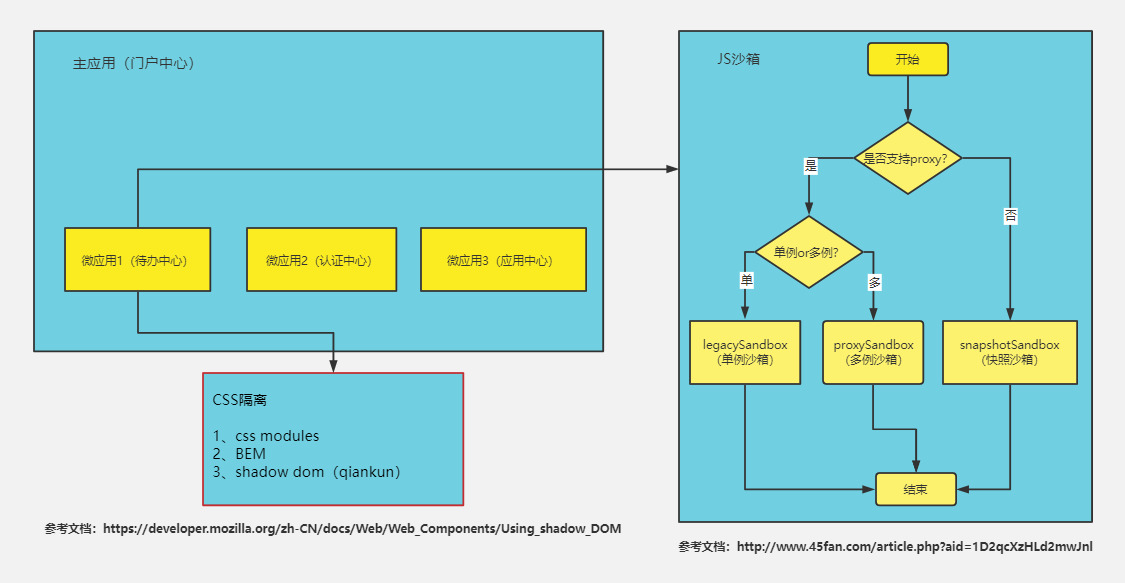 主应用（门户中心）
微应用1（待办中心）
微应用2（认证中心）
微应用3（应用中心）
CSS隔离
1、css modules
2、BEM
3、shadow dom（qiankun）
参考文档：https://developer.mozilla.org/zh-CN/docs/Web/Web_Components/Using_shadow_DOM
JS沙箱
开始
是否支持proxy？
是
否
单例or多例？
单
多
legacySandbox
（单例沙箱）
proxySandbox
（多例沙箱）
snapshotSandbox
（快照沙箱）
结束
参考文档：http://www.45fan.com/article.php?aid=1D2qcXzHLd2mwJnl